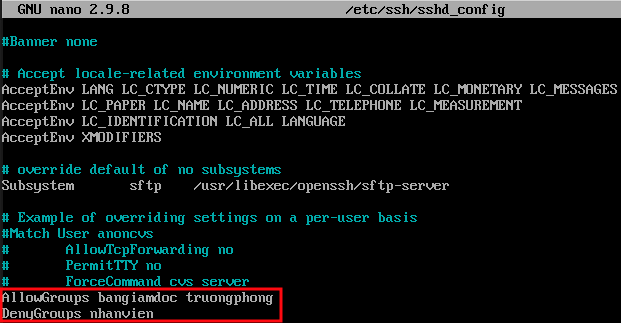 GNU nano 2.9.8 /etc/ssh/sshd_config
#Banner none
# Accept locale-related environment variables
AcceptEnv LANG LC_CTYPE LC_NUMERIC LC_TIME LC_COLLATE LC_MONETARY LC_MESSAGES
AcceptEnv LC_PAPER LC_NAME LC_ADDRESS LC_TELEPHONE LC_MEASUREMENT
AcceptEnv LC_IDENTIFICATION LC_ALL LANGUAGE
AcceptEnv XMODIFIERS
# override default of no subsystems
Subsystem sftp /usr/libexec/openssh/sftp-server
# Example of overriding settings on a per-user basis
#Match User anoncvs
# AllowTcpForwarding no
# PermitTTY no
# ForceCommand cvs server
AllowGroups bangiamdoc truongphong
DenyGroups nhanvien